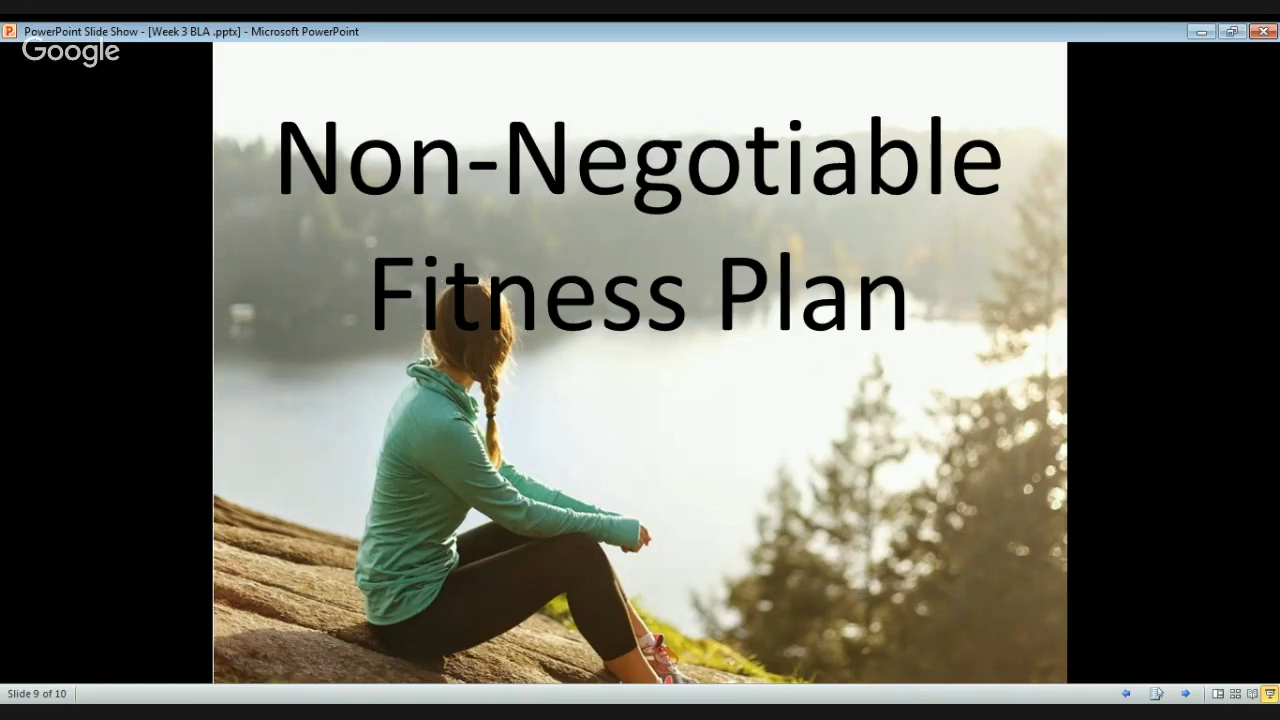 PowerPoint Slide Show - [Week 3 BLA .pptx] - Microsoft PowerPoint
Google
Non-Negotiable
Fitness Plan
Slide 9 of 10